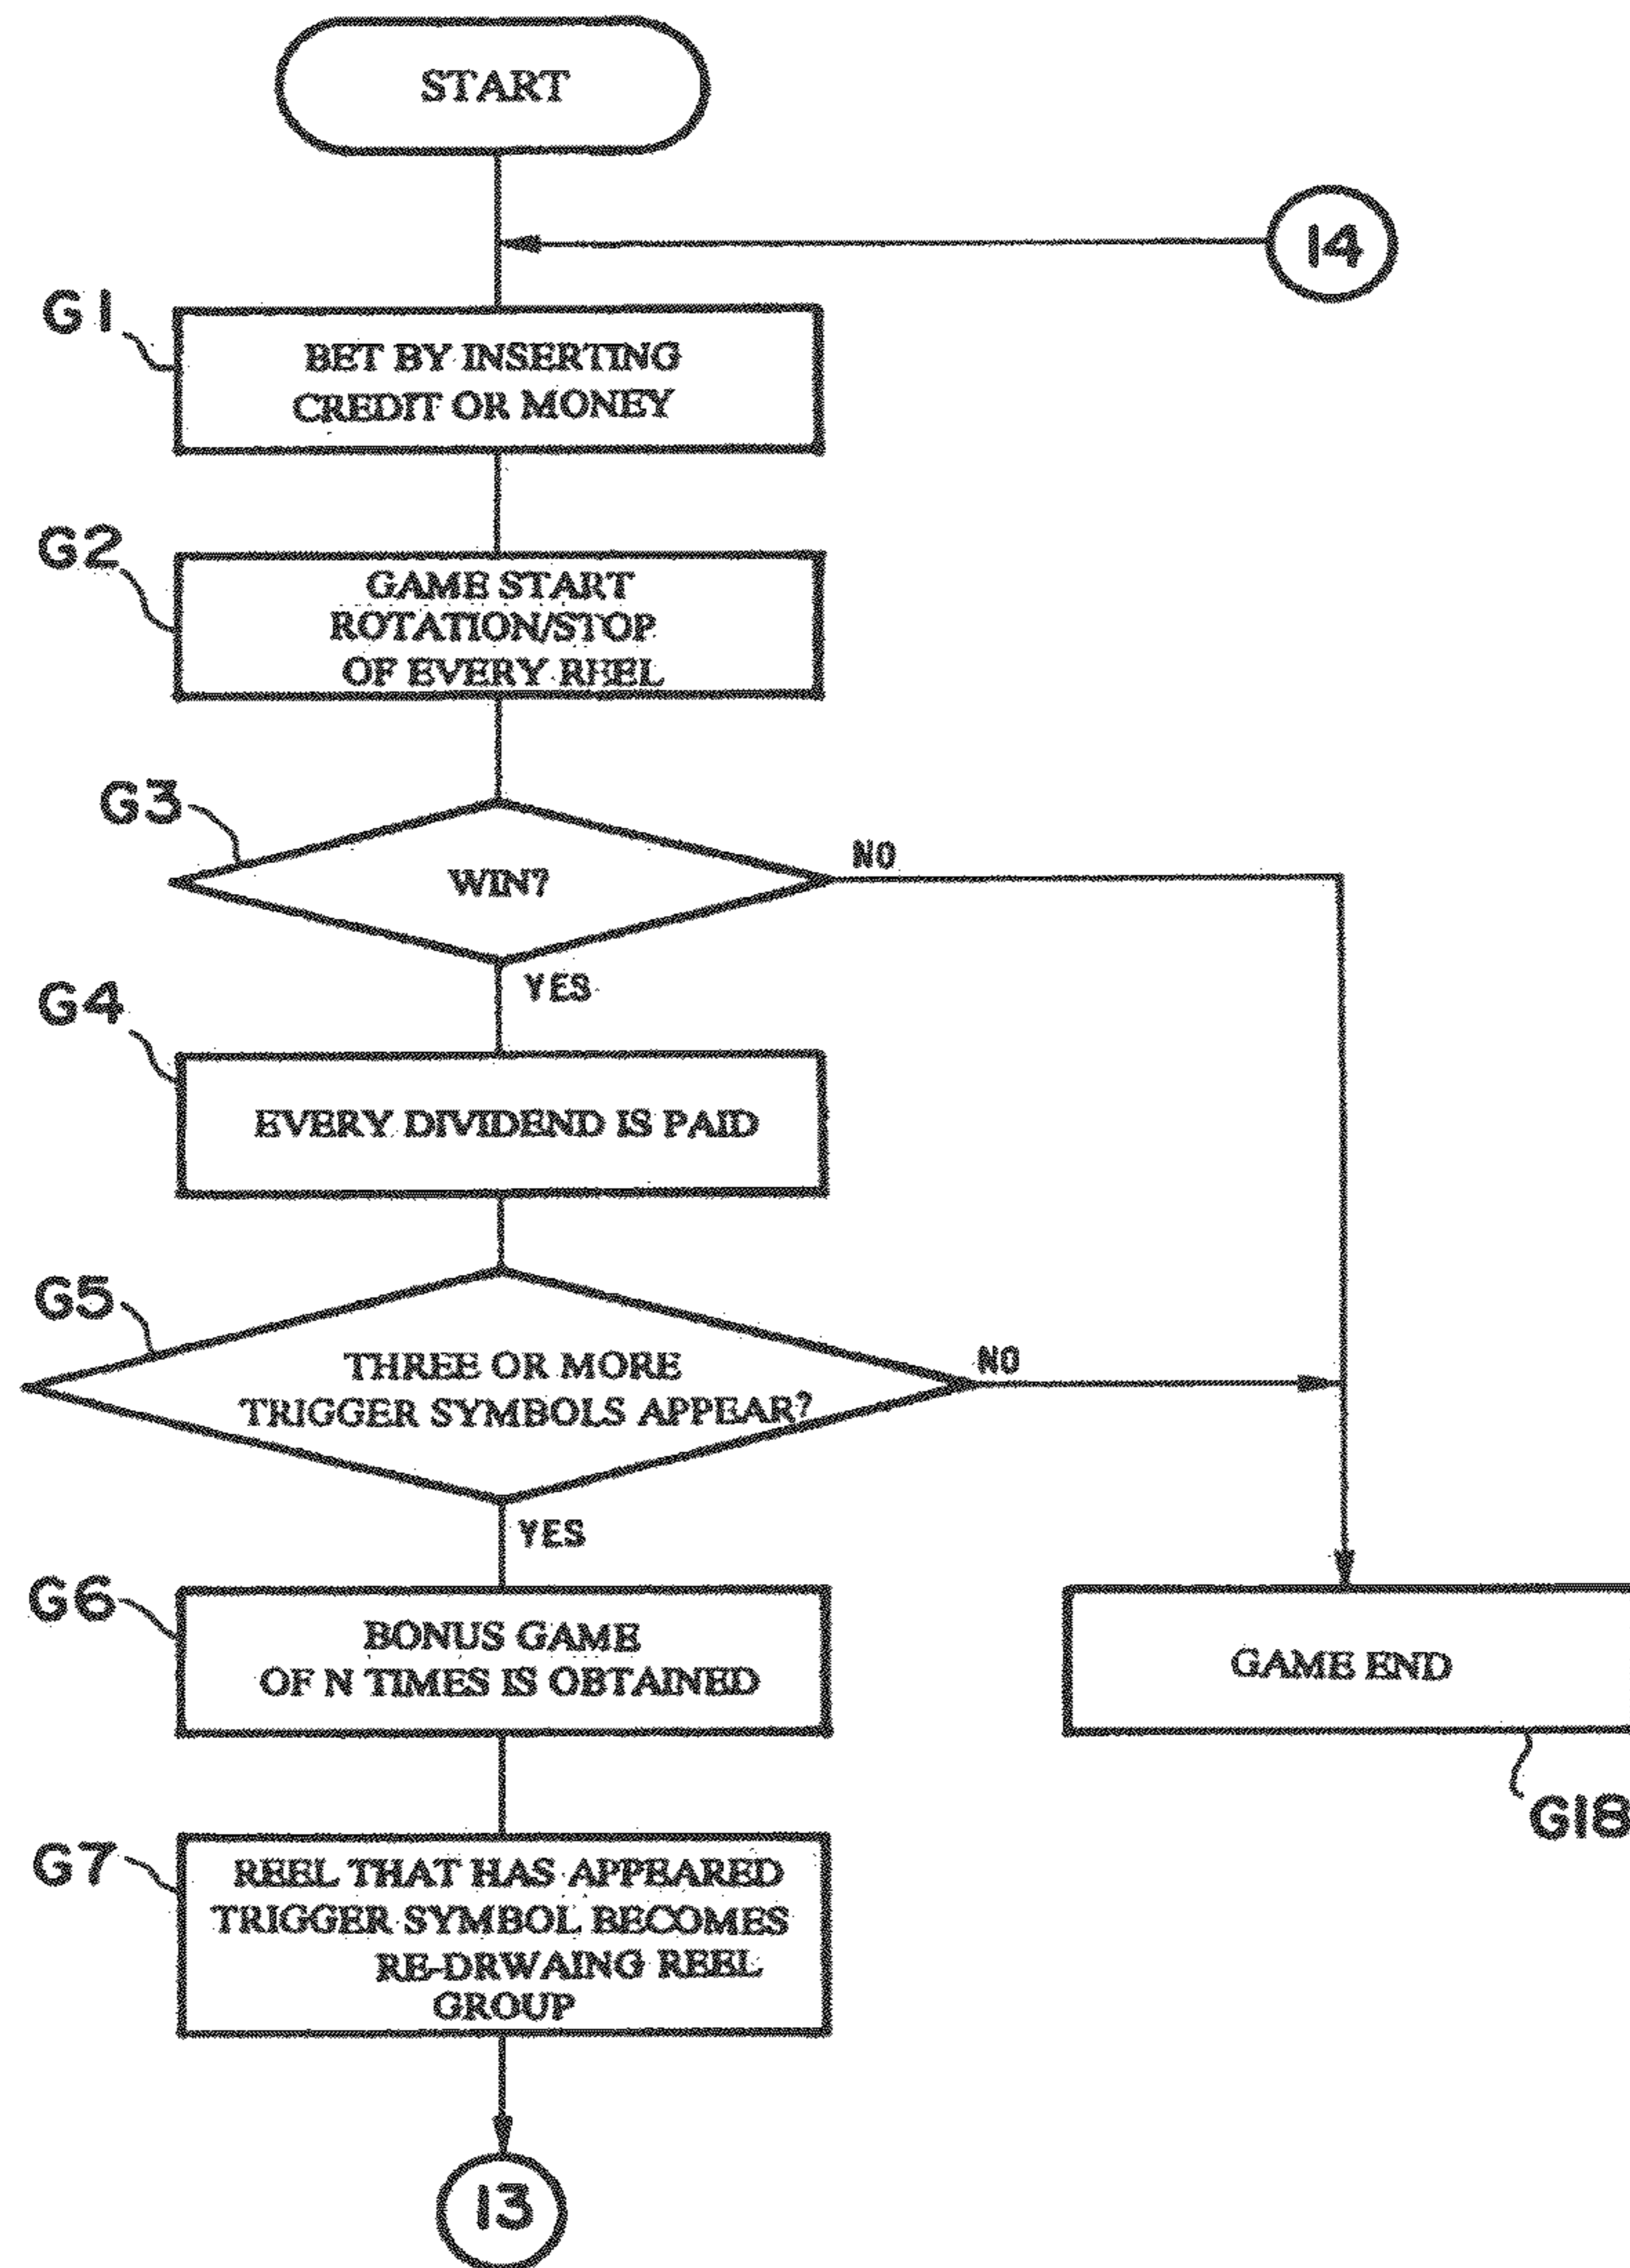 START
14
G1
BET BY INSERTING
CREDIT OR MONEY
G2
GAME START
ROTATION/STOP
OF EVERY REEL
G3
WIN?
NO
YES
G4
EVERY DIVIDEND IS PAID
G5
THREE OR MORE
TRIGGER SYMBOLS APPEAR?
NO
YES
G6
BONUS GAME
OF N TIMES IS OBTAINED
GAME END
G18
G7
REEL THAT HAS APPEARED
TRIGGER SYMBOL BECOMES
RE-DRWAING REEL
GROUP
13